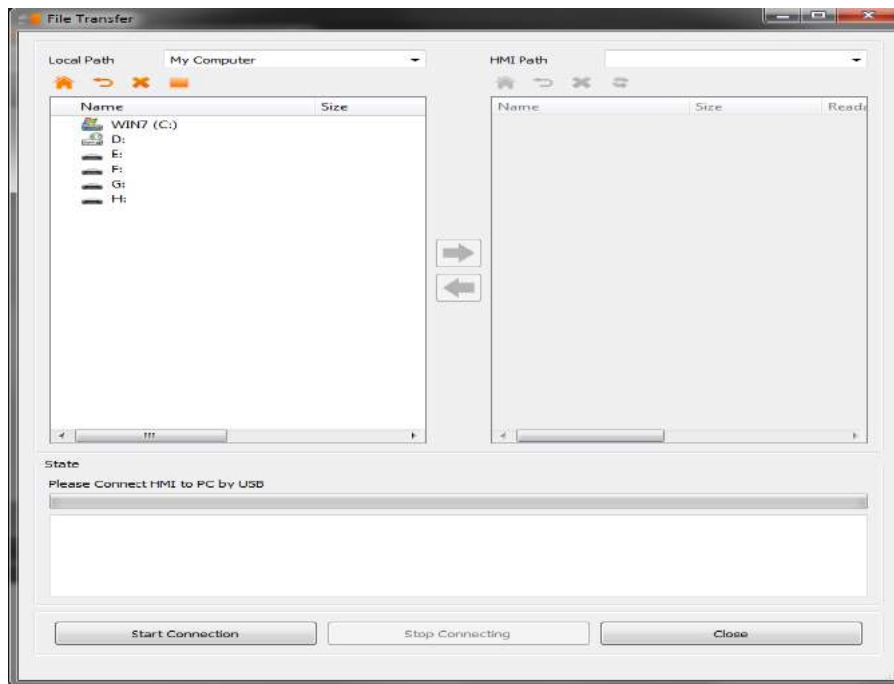 File Transfer
Local Path My Computer
HMI Path
Name Size
Name Size Reada
WIN7 (C:)
D:
E:
F:
G:
H:
State
Please Connect HMI to PC by USB
Start Connection Stop Connecting Close